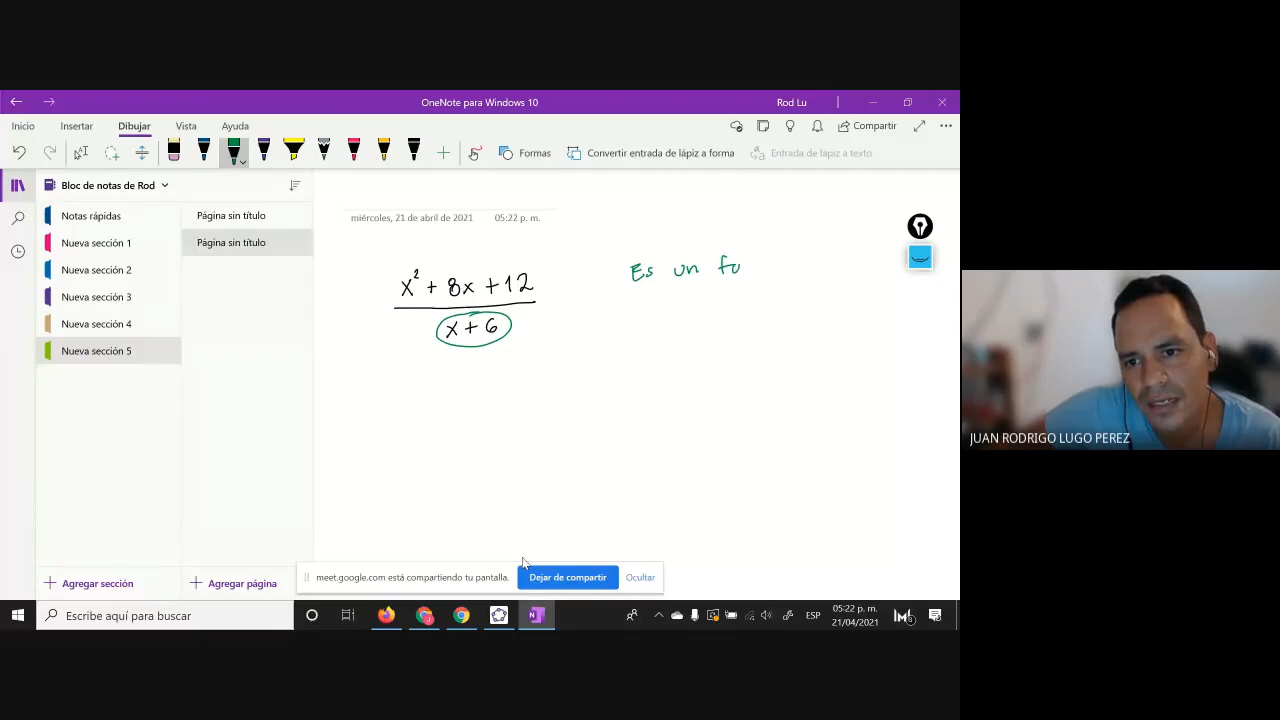 OneNote para Windows 10
Rod Lu
Inicio
Insertar
Dibujar
Vista
Ayuda
Compartir
Formas
Convertir entrada de lápiz a forma
Entrada de lápiz a texto
Bloc de notas de Rod
Notas rápidas
Nueva sección 1
Nueva sección 2
Nueva sección 3
Nueva sección 4
Nueva sección 5
Página sin título
Página sin título
miércoles, 21 de abril de 2021
05:22 p. m.
x² + 8x + 12
x + 6
Es un fa
JUAN RODRIGO LUGO PEREZ
Agregar sección
Agregar página
meet.google.com está compartiendo tu pantalla.
Dejar de compartir
Ocultar
Escribe aquí para buscar
ESP
05:22 p. m.
21/04/2021